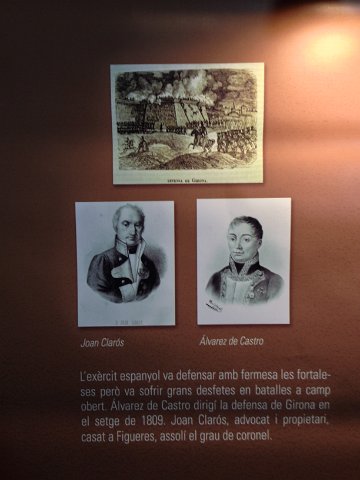 DEFENSA DE GIRONA.
Joan Clarós
Álvarez de Castro
L'exèrcit espanyol va defensar amb fermesa les fortale-
ses però va sofrir grans desfetes en batalles a camp
obert. Álvarez de Castro dirigí la defensa de Girona en
el setge de 1809. Joan Clarós, advocat i propietari,
casat a Figueres, assolí el grau de coronel.